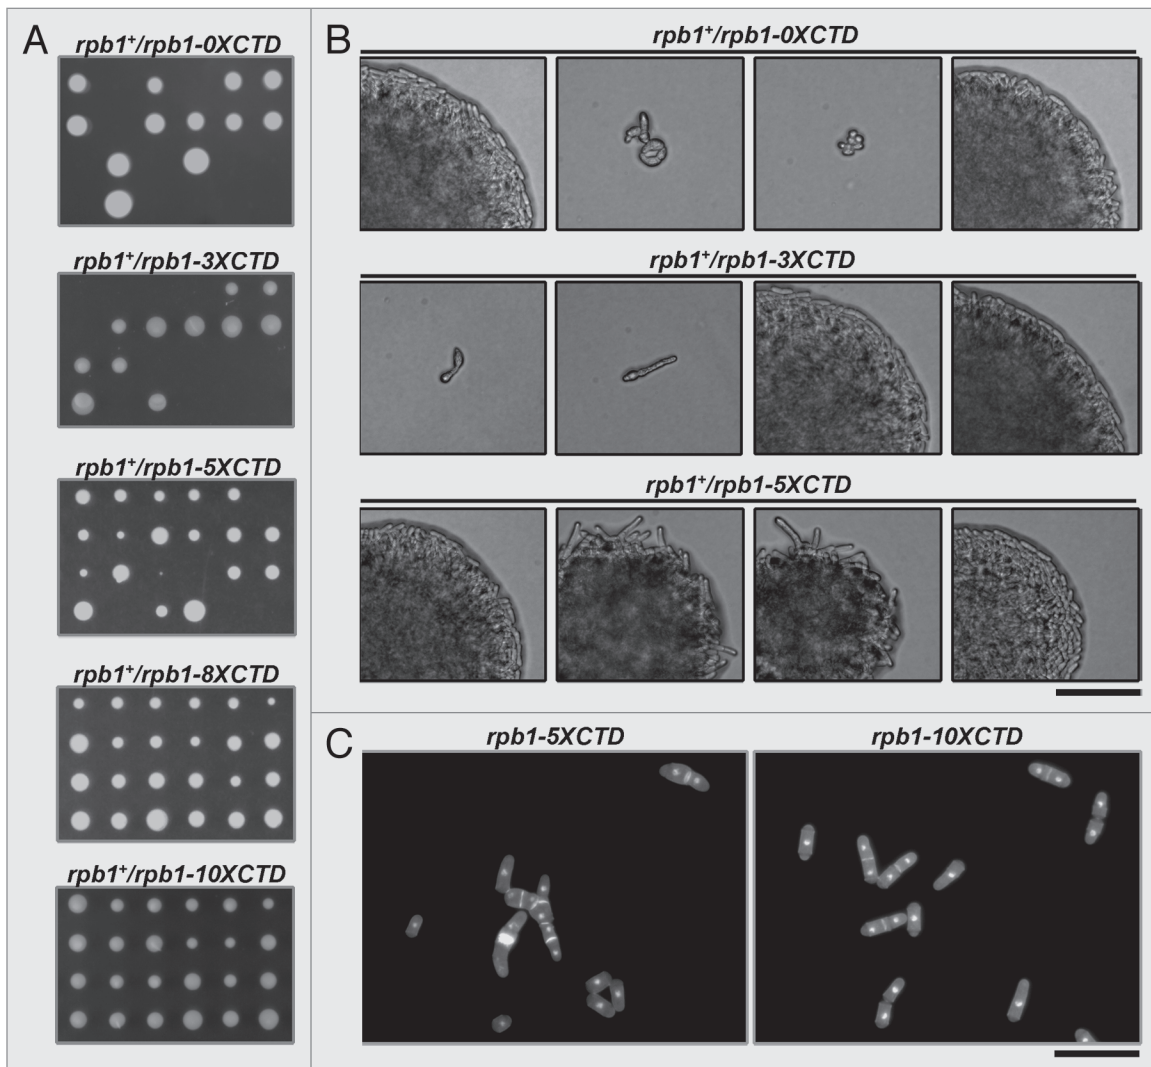 A
rpb1+/rpb1-0XCTD
rpb1+/rpb1-3XCTD
rpb1+/rpb1-5XCTD
rpb1+/rpb1-8XCTD
rpb1+/rpb1-10XCTD
B
rpb1+/rpb1-0XCTD
rpb1+/rpb1-3XCTD
rpb1+/rpb1-5XCTD
C
rpb1-5XCTD
rpb1-10XCTD